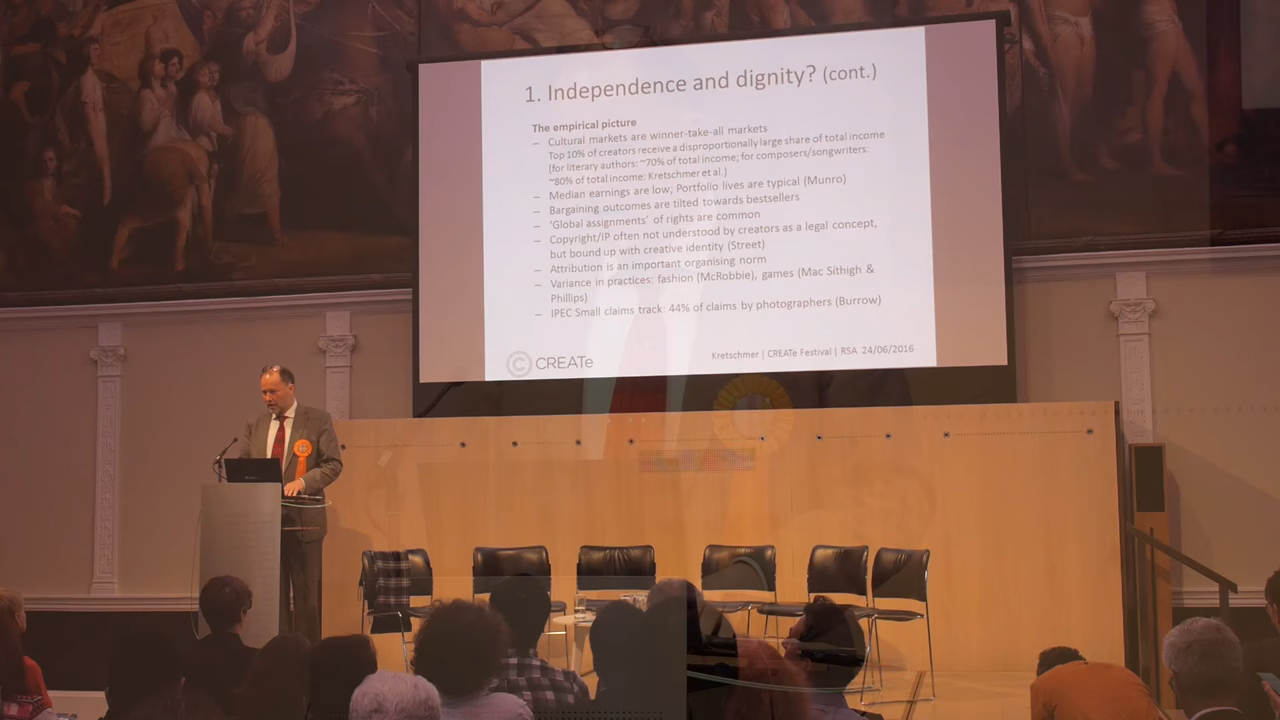 1. Independence and dignity? (cont.)
The empirical picture
– Cultural markets are winner-take-all markets
Top 10% of creators receive a disproportionally large share of total income
(for literary authors: ~70% of total income; for composers/songwriters:
~80% of total income: Kretschmer et al.)
– Median earnings are low; Portfolio lives are typical (Munro)
– Bargaining outcomes are tilted towards bestsellers
– 'Global assignments' of rights are common
– Copyright/IP often not understood by creators as a legal concept,
but bound up with creative identity (Street)
– Attribution is an important organising norm
– Variance in practices: fashion (McRobbie), games (Mac Síthigh &
Phillips)
– IPEC Small claims track: 44% of claims by photographers (Burrow)
© CREATe
Kretschmer | CREATe Festival | RSA 24/06/2016